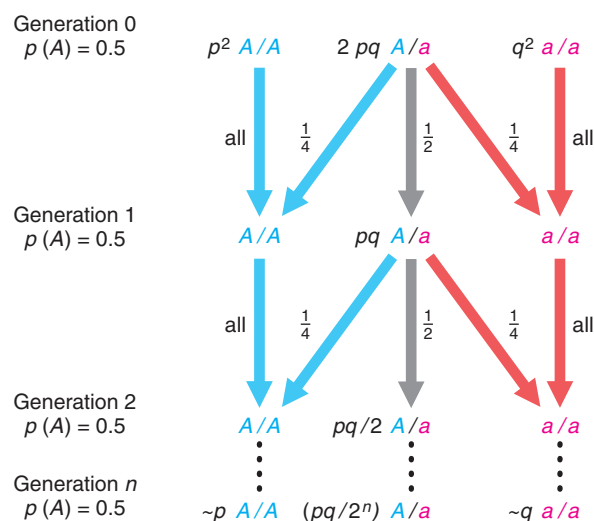 Generation 0
p (A) = 0.5
p² A/A 2 pq A/a q² a/a
all 1/4 1/2 1/4 all
Generation 1
p (A) = 0.5
A/A pq A/a a/a
all 1/4 1/2 1/4 all
Generation 2
p (A) = 0.5
A/A pq/2 A/a a/a
Generation n
p (A) = 0.5
~p A/A (pq/2ⁿ) A/a ~q a/a